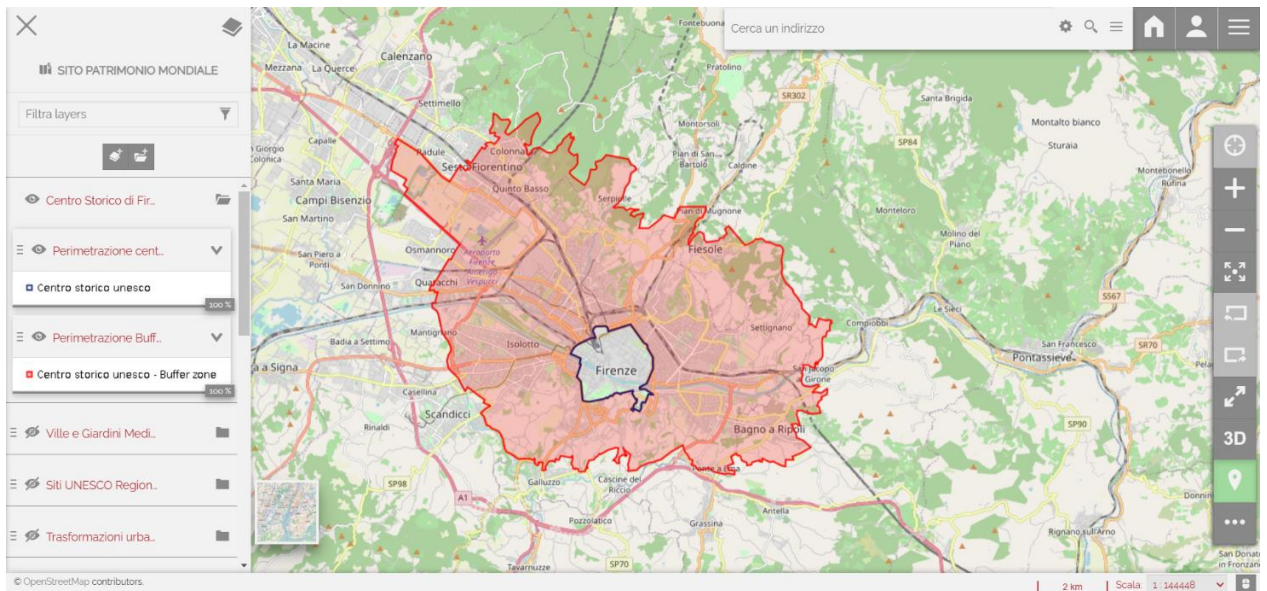 SITO PATRIMONIO MONDIALE
Filtra layers
Centro Storico di Fir...
Perimetrazione cent...
Centro storico unesco
100 %
Perimetrazione Buff...
Centro storico unesco - Buffer zone
100 %
Ville e Giardini Medi...
Siti UNESCO Region...
Trasformazioni urba...
© OpenStreetMap contributors.
Cerca un indirizzo
3D
La Macine
Calenzano
Mezzana
La Querce
Fontebuona
Pratolino
SR302
Santa Brigida
Settimello
Montorsoli
Montalto bianco
SP84
Sturaia
Capalle
Padule
Colonnata
Sesto Fiorentino
Pian di San
Bartolo
Caldine
Montebonello
Rufina
Santa Maria
Campi Bisenzio
San Martino
Quinto Basso
Serpiolle
Pian di Mugnone
Monteloro
Molino del
Piano
San Piero a
Ponti
Osmannoro
Aeroporto
Firenze
Amerigo
Vespucci
Fiesole
San Donnino
Quaracchi
S567
Le Sieci
Mantignano
Badia a Settimo
Isolotto
Settignano
Compiobbi
San Francesco
SR70
Pontassieve
a a Signa
Firenze
San Jacopo
Girone
Casellina
Scandicci
Rinaldi
Bagno a Ripoli
SP90
SP98
Galluzzo
Cascine del
Riccio
Ponte a Ema
A1
Antella
Pozzolatico
Grassina
Rignano sull'Arno
Tavarnuzze
SP70
San Donato
in Fronzano
2 km
Scala: 1 : 144448